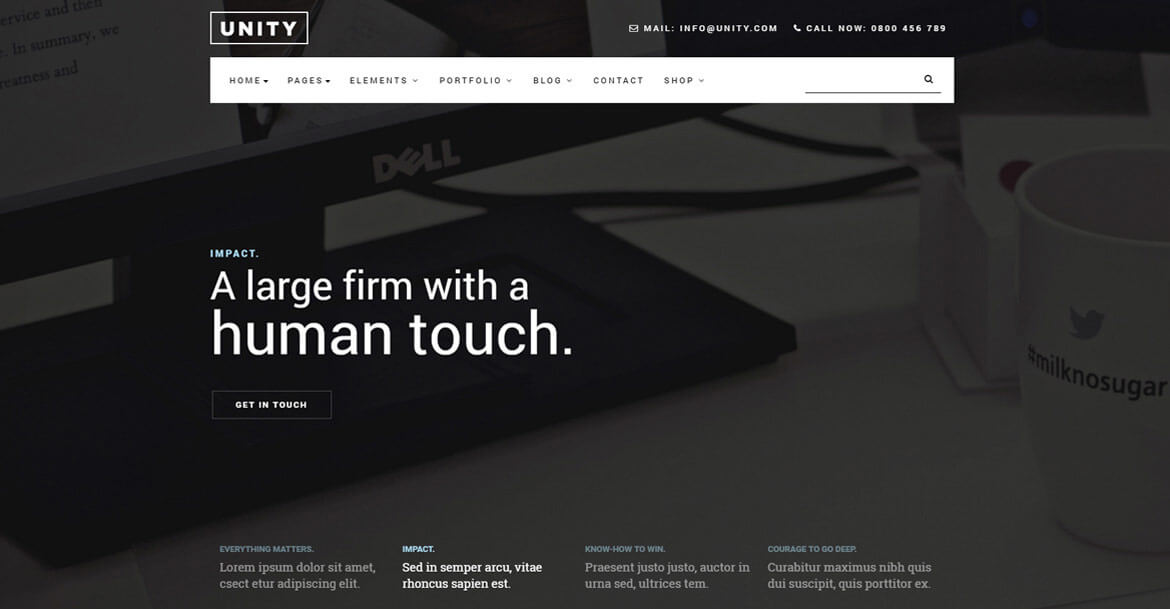 ervice and then
e. In summary, we
reatness and
UNITY
MAIL: INFO@UNITY.COM CALL NOW: 0800 456 789
HOME PAGES ELEMENTS PORTFOLIO BLOG CONTACT SHOP
DELL
IMPACT.
A large firm with a
human touch.
#milknosugar
GET IN TOUCH
EVERYTHING MATTERS.
Lorem ipsum dolor sit amet,
csect etur adipiscing elit.
IMPACT.
Sed in semper arcu, vitae
rhoncus sapien est.
KNOW-HOW TO WIN.
Praesent justo justo, auctor in
urna sed, ultrices tem.
COURAGE TO GO DEEP.
Curabitur maximus nibh quis
dui suscipit, quis porttitor ex.